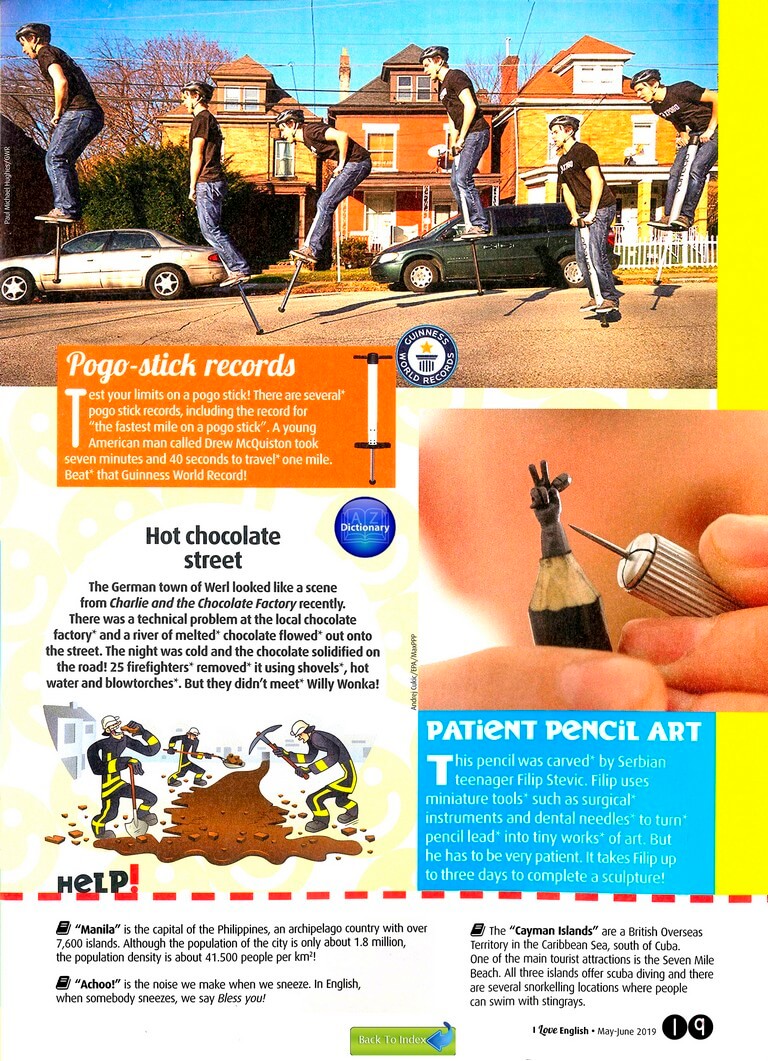 Paul Michael Hughes/GWR
GUINNESS
WORLD RECORDS
Pogo-stick records
Test your limits on a pogo stick! There are several*
pogo stick records, including the record for
"the fastest mile on a pogo stick". A young
American man called Drew McQuiston took
seven minutes and 40 seconds to travel* one mile.
Beat* that Guinness World Record!
AZ
Dictionary
Hot chocolate
street
The German town of Werl looked like a scene
from Charlie and the Chocolate Factory recently.
There was a technical problem at the local chocolate
factory* and a river of melted* chocolate flowed* out onto
the street. The night was cold and the chocolate solidified on
the road! 25 firefighters* removed* it using shovels*, hot
water and blowtorches*. But they didn't meet* Willy Wonka!
Andrej Cukic/EPA/MaxPPP
PATiENT PENCiL ART
This pencil was carved* by Serbian
teenager Filip Stevic. Filip uses
miniature tools* such as surgical*
instruments and dental needles* to turn*
pencil lead* into tiny works* of art. But
he has to be very patient. It takes Filip up
to three days to complete a sculpture!
HeLP!
"Manila" is the capital of the Philippines, an archipelago country with over
7,600 islands. Although the population of the city is only about 1.8 million,
the population density is about 41.500 people per km²!
"Achoo!" is the noise we make when we sneeze. In English,
when somebody sneezes, we say Bless you!
The "Cayman Islands" are a British Overseas
Territory in the Caribbean Sea, south of Cuba.
One of the main tourist attractions is the Seven Mile
Beach. All three islands offer scuba diving and there
are several snorkelling locations where people
can swim with stingrays.
I Love English • May-June 2019 19
Back To Index